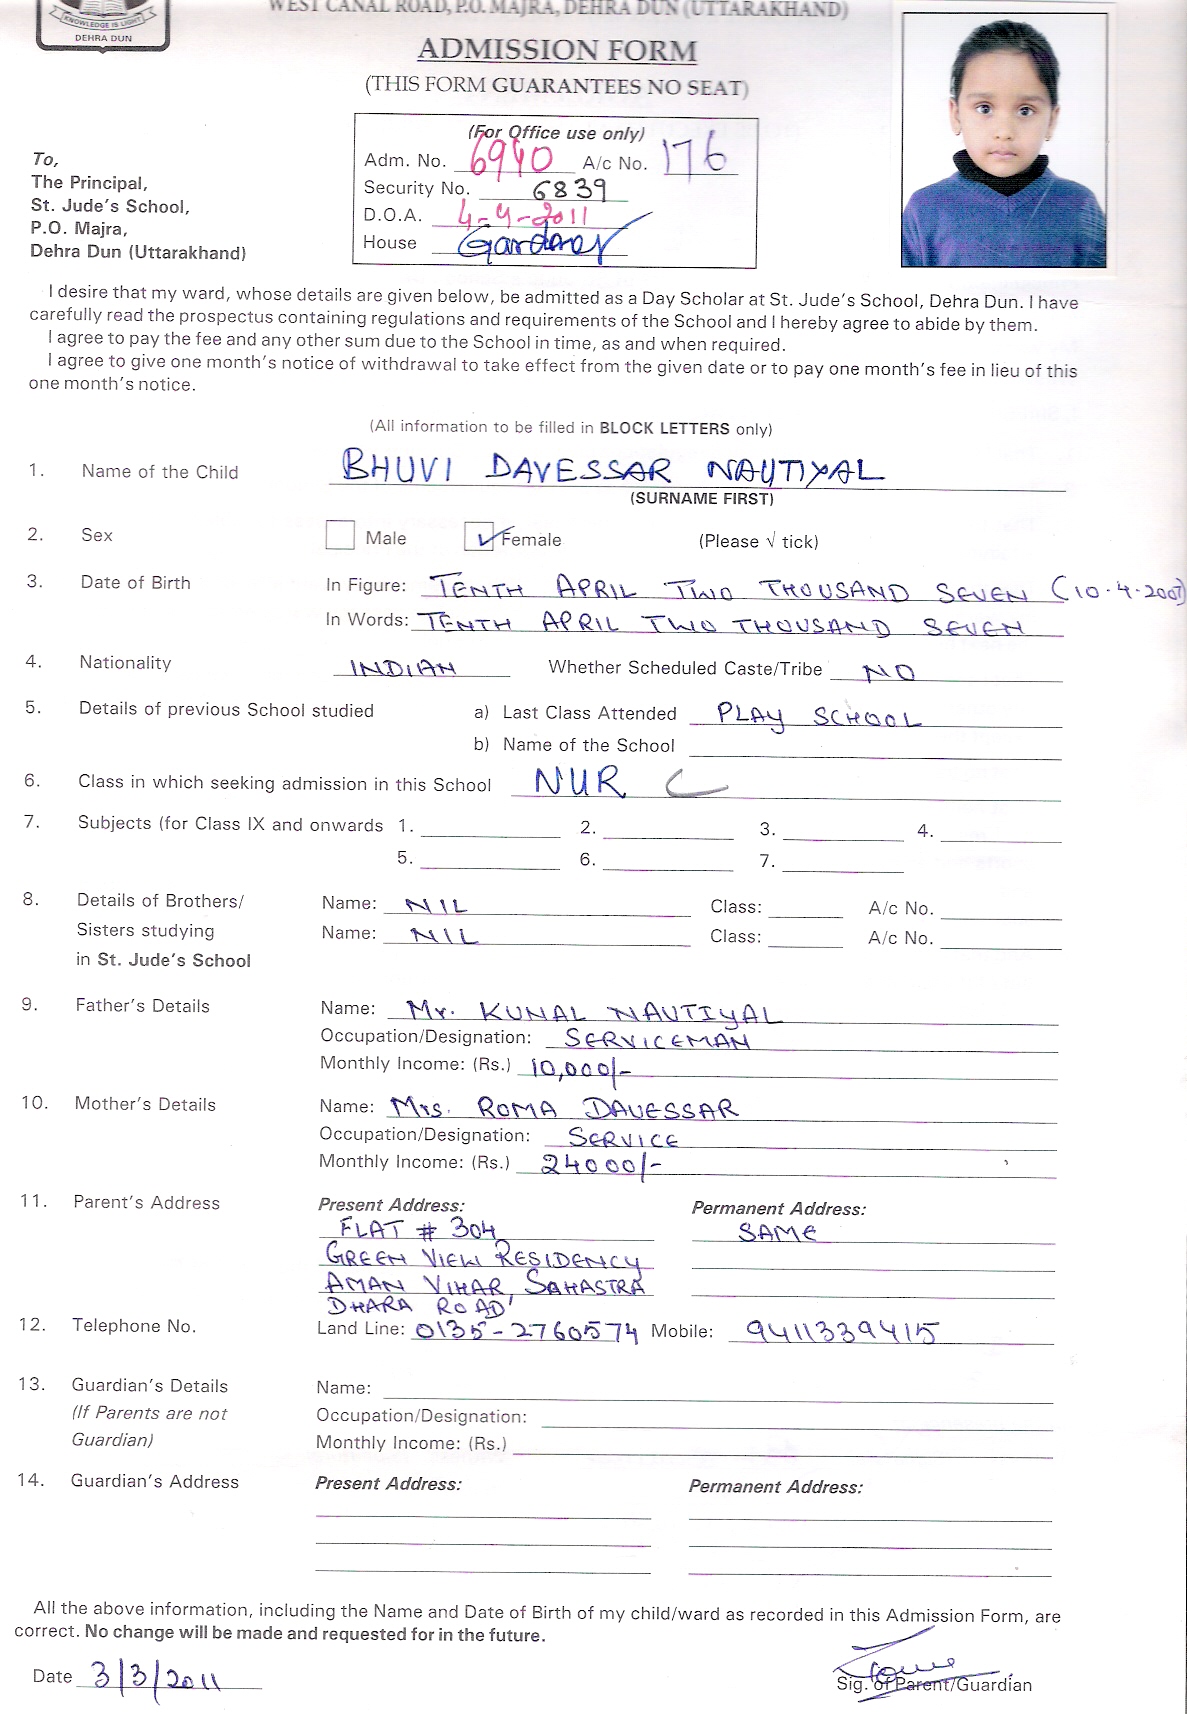 KNOWLEDGE IS LIGHT
DEHRA DUN
WEST CANAL ROAD, P.O. MAJRA, DEHRA DUN (UTTARAKHAND)
ADMISSION FORM
(THIS FORM GUARANTEES NO SEAT)
(For Office use only)
Adm. No. 6940 A/c No. 176
Security No. 6839
D.O.A. 4-4-2011
House
To,
The Principal,
St. Jude's School,
P.O. Majra,
Dehra Dun (Uttarakhand)
I desire that my ward, whose details are given below, be admitted as a Day Scholar at St. Jude's School, Dehra Dun. I have
carefully read the prospectus containing regulations and requirements of the School and I hereby agree to abide by them.
I agree to pay the fee and any other sum due to the School in time, as and when required.
I agree to give one month's notice of withdrawal to take effect from the given date or to pay one month's fee in lieu of this
one month's notice.
(All information to be filled in BLOCK LETTERS only)
1. Name of the Child BHUVI DAVESSAR NAUTIYAL
(SURNAME FIRST)
2. Sex Male ✓ Female (Please √ tick)
3. Date of Birth In Figure: TENTH APRIL TWO THOUSAND SEVEN (10.4.2007)
In Words: TENTH APRIL TWO THOUSAND SEVEN
4. Nationality INDIAN Whether Scheduled Caste/Tribe NO
5. Details of previous School studied a) Last Class Attended PLAY SCHOOL
b) Name of the School
6. Class in which seeking admission in this School NUR C
7. Subjects (for Class IX and onwards 1. 2. 3. 4.
5. 6. 7.
8. Details of Brothers/ Name: NIL Class: A/c No.
Sisters studying Name: NIL Class: A/c No.
in St. Jude's School
9. Father's Details Name: Mr. KUNAL NAUTIYAL
Occupation/Designation: SERVICEMAN
Monthly Income: (Rs.) 10,000/-
10. Mother's Details Name: Mrs. ROMA DAVESSAR
Occupation/Designation: SERVICE
Monthly Income: (Rs.) 24000/-
11. Parent's Address Present Address: Permanent Address:
FLAT # 304 SAME
GREEN VIEW RESIDENCY
AMAN VIHAR, SAHASTRA
DHARA ROAD
12. Telephone No. Land Line: 0135-2760574 Mobile: 9411339415
13. Guardian's Details Name:
(If Parents are not Occupation/Designation:
Guardian) Monthly Income: (Rs.)
14. Guardian's Address Present Address: Permanent Address:
All the above information, including the Name and Date of Birth of my child/ward as recorded in this Admission Form, are
correct. No change will be made and requested for in the future.
Date 3/3/2011 Sig. of Parent/Guardian